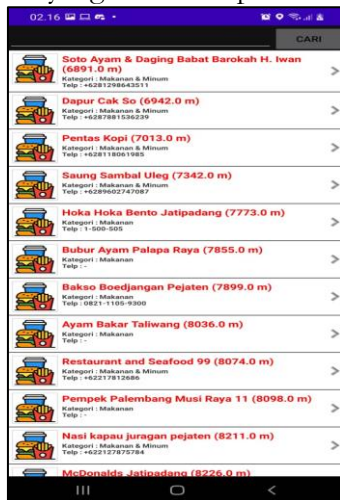 02.16
CARI
Soto Ayam & Daging Babat Barokah H. Iwan
(6891.0 m)
Kategori : Makanan & Minum
Telp : +6281298643511
Dapur Cak So (6942.0 m)
Kategori : Makanan & Minum
Telp : +6287881536239
Pentas Kopi (7013.0 m)
Kategori : Makanan & Minum
Telp : +628118061985
Saung Sambal Uleg (7342.0 m)
Kategori : Makanan & Minum
Telp : +6289602747087
Hoka Hoka Bento Jatipadang (7773.0 m)
Kategori : Makanan
Telp : 1-500-505
Bubur Ayam Palapa Raya (7855.0 m)
Kategori : Makanan
Telp : -
Bakso Boedjangan Pejaten (7899.0 m)
Kategori : Makanan
Telp : 0821-1105-9300
Ayam Bakar Taliwang (8036.0 m)
Kategori : Makanan
Telp : -
Restaurant and Seafood 99 (8074.0 m)
Kategori : Makanan & Minum
Telp : +62217812686
Pempek Palembang Musi Raya 11 (8098.0 m)
Kategori : Makanan
Telp : -
Nasi kapau juragan pejaten (8211.0 m)
Kategori : Makanan & Minum
Telp : +622127875784
McDonalds Jatipadang (8226.0 m)